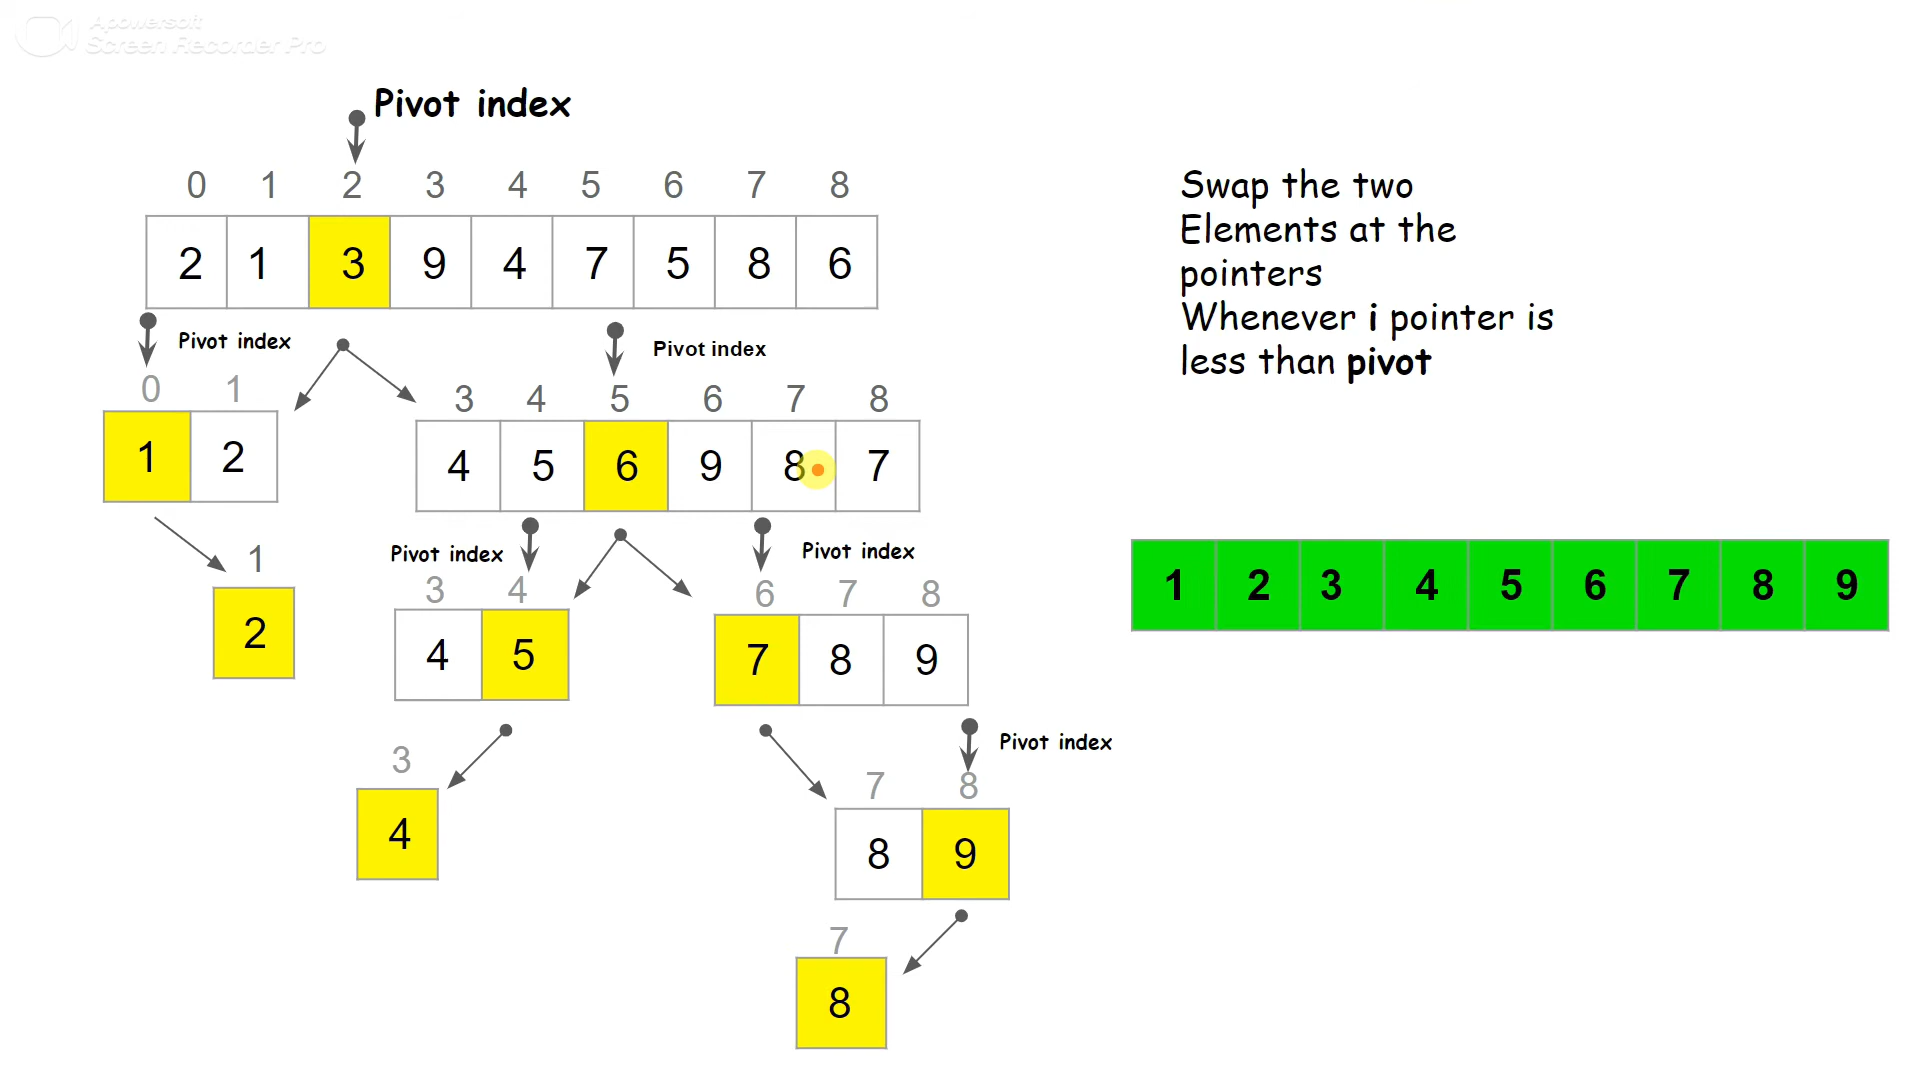 Apowersoft
Screen Recorder Pro
Pivot index
0 1 2 3 4 5 6 7 8
2 1 3 9 4 7 5 8 6
Swap the two
Elements at the
pointers
Whenever i pointer is
less than pivot
Pivot index
Pivot index
0 1
1 2
3 4 5 6 7 8
4 5 6 9 8 7
1
2
Pivot index
3 4
4 5
Pivot index
6 7 8
7 8 9
1 2 3 4 5 6 7 8 9
3
4
Pivot index
7 8
8 9
7
8